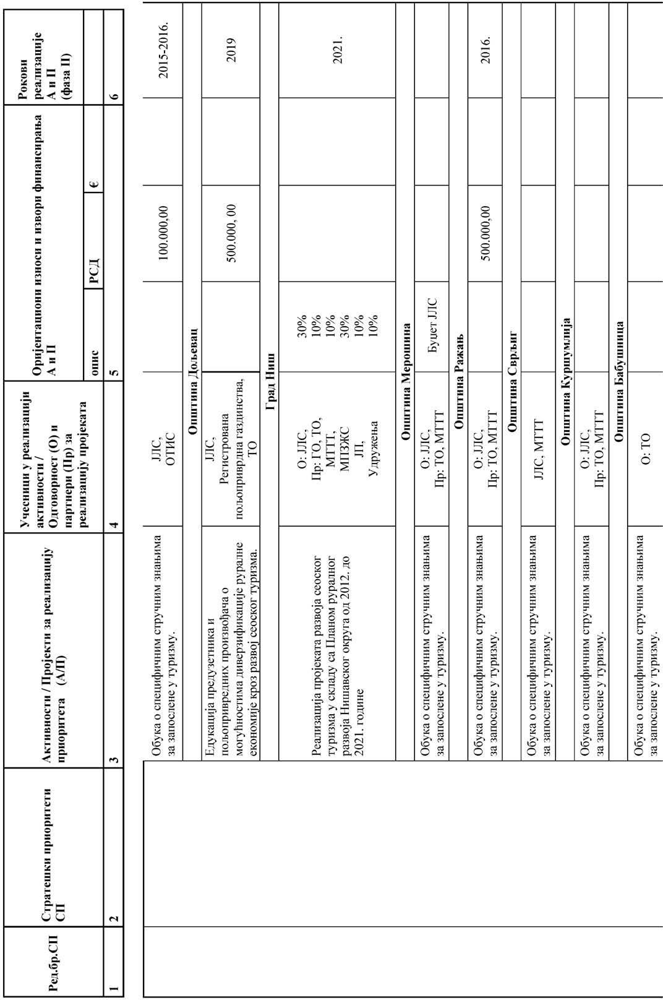 Ред.бр.СП
Стратешки приоритети
СП
Активности / Пројекти за реализацију
приоритета (А/П)
Учесници у реализацији
активности /
Одговорност (О) и
партнери (Пр) за
реализацију пројеката
Оријентациони износи и извори финансирања
А и П
опис
РСД
€
Рокови
реализације
А и П
(фаза II)
1
2
3
4
5
6
Обука о специфичним стручним знањима
за запослене у туризму.
ЈЛС,
ОТИС
100.000,00
2015-2016.
Општина Дољевац
Едукација предузетника и
пољопривредних произвођача о
могућностима диверзификације руралне
економије кроз развој сеоског туризма.
ЈЛС,
Регистрована
пољоприврдна газдинства,
ТО
500.000, 00
2019
Град Ниш
Реализација пројеката развоја сеоског
туризма у складу са Планом руралног
развоја Нишавског округа од 2012. до
2021. године
О: ЈЛС,
Пр: ГО, ТО,
МТТТ,
МПЗЖС
ЈП,
Удружења
30%
10%
10%
30%
10%
10%
2021.
Општина Мерошина
Обука о специфичним стручним знањима
за запослене у туризму.
О: ЈЛС,
Пр: ТО, МТТТ
Буџет ЈЛС
Општина Ражањ
Обука о специфичним стручним знањима
за запослене у туризму.
О: ЈЛС,
Пр: ТО, МТТТ
500.000,00
2016.
Општина Сврљиг
Обука о специфичним стручним знањима
за запослене у туризму.
ЈЛС, МТТТ
Општина Куршумлија
Обука о специфичним стручним знањима
за запослене у туризму.
О: ЈЛС,
Пр: ТО, МТТТ
Општина Бабушница
Обука о специфичним стручним знањима
за запослене у туризму.
О: ТО